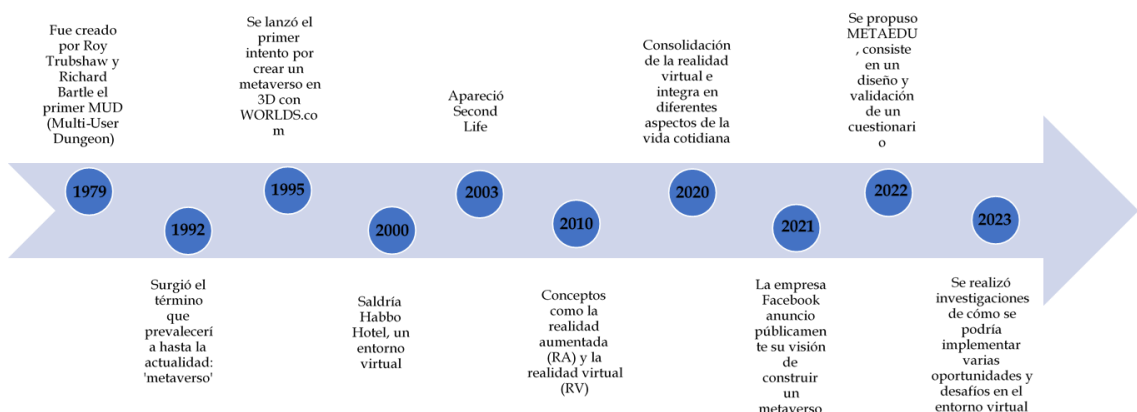 Fue creado
por Roy
Trubshaw y
Richard
Bartle el
primer MUD
(Multi-User
Dungeon)
1979
Surgió el
término
que
prevalecerí
a hasta la
actualidad:
'metaverso'
1992
Se lanzó el
primer
intento por
crear un
metaverso en
3D con
WORLDS.co
m
1995
Saldría
Habbo
Hotel, un
entorno
virtual
2000
Apareció
Second
Life
2003
Conceptos
como la
realidad
aumentada
(RA) y la
realidad virtual
(RV)
2010
Consolidación
de la realidad
virtual e
integra en
diferentes
aspectos de la
vida cotidiana
2020
La empresa
Facebook
anuncio
públicamen
te su visión
de
construir
un
metaverso
2021
Se propuso
METAEDU
, consiste
en un
diseño y
validación
de un
cuestionari
o
2022
Se realizó
investigaciones
de cómo se
podría
implementar
varias
oportunidades y
desafíos en el
entorno virtual
2023